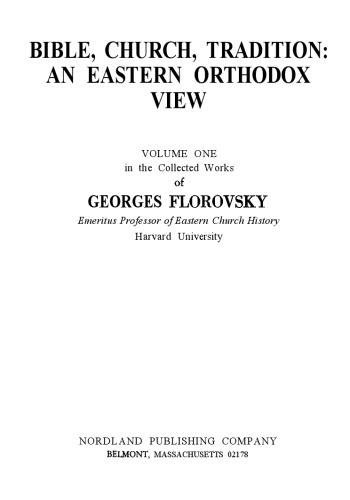 BIBLE, CHURCH, TRADITION:
AN EASTERN ORTHODOX
VIEW
VOLUME ONE
in the Collected Works
of
GEORGES FLOROVSKY
Emeritus Professor of Eastern Church History
Harvard University
NORDLAND PUBLISHING COMPANY
BELMONT, MASSACHUSETTS 02178